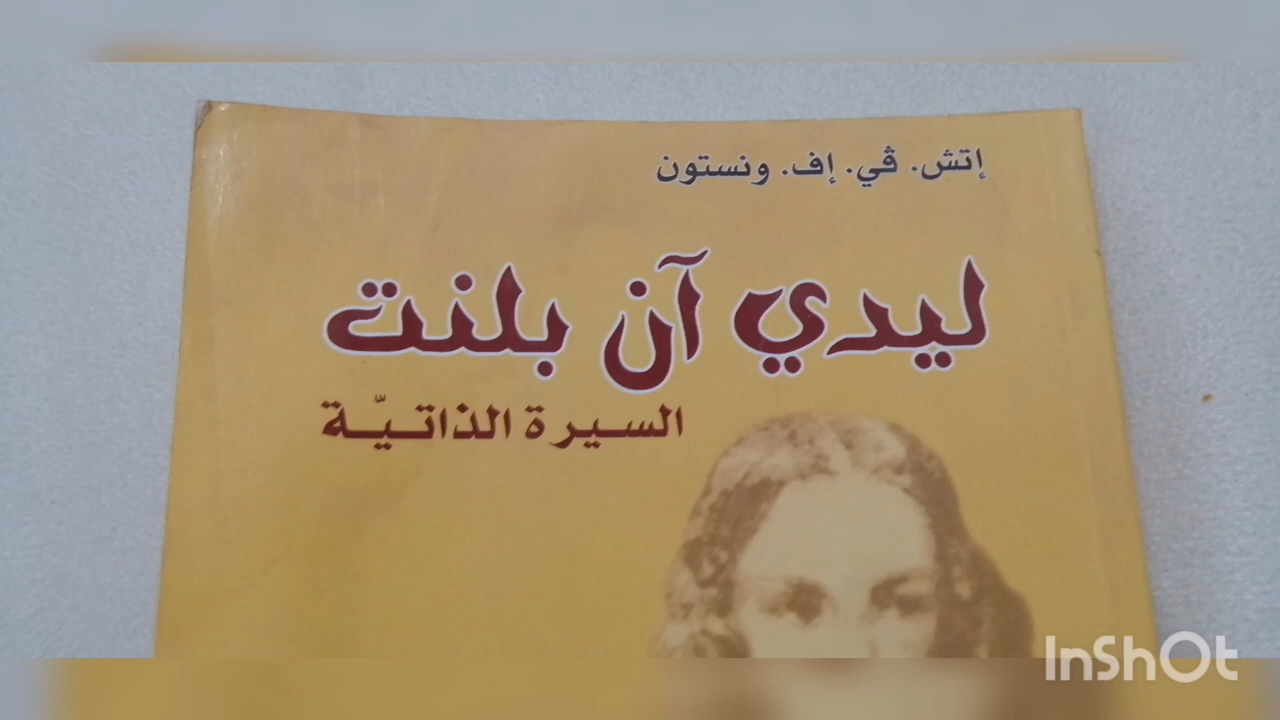 إتش. ڤي. إف. ونستون
ليدي آن بلنت
السيرة الذاتيّة
InShOt